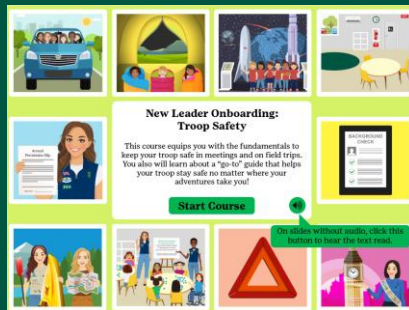 New Leader Onboarding:
Troop Safety
This course equips you with the fundamentals to
keep your troop safe in meetings and on field trips.
You also will learn about a "go-to" guide that helps
your troop stay safe no matter where your
adventures take you!
Start Course
On slides without audio, click this
button to hear the text read.
Permission Slip
BACKGROUND
CHECK